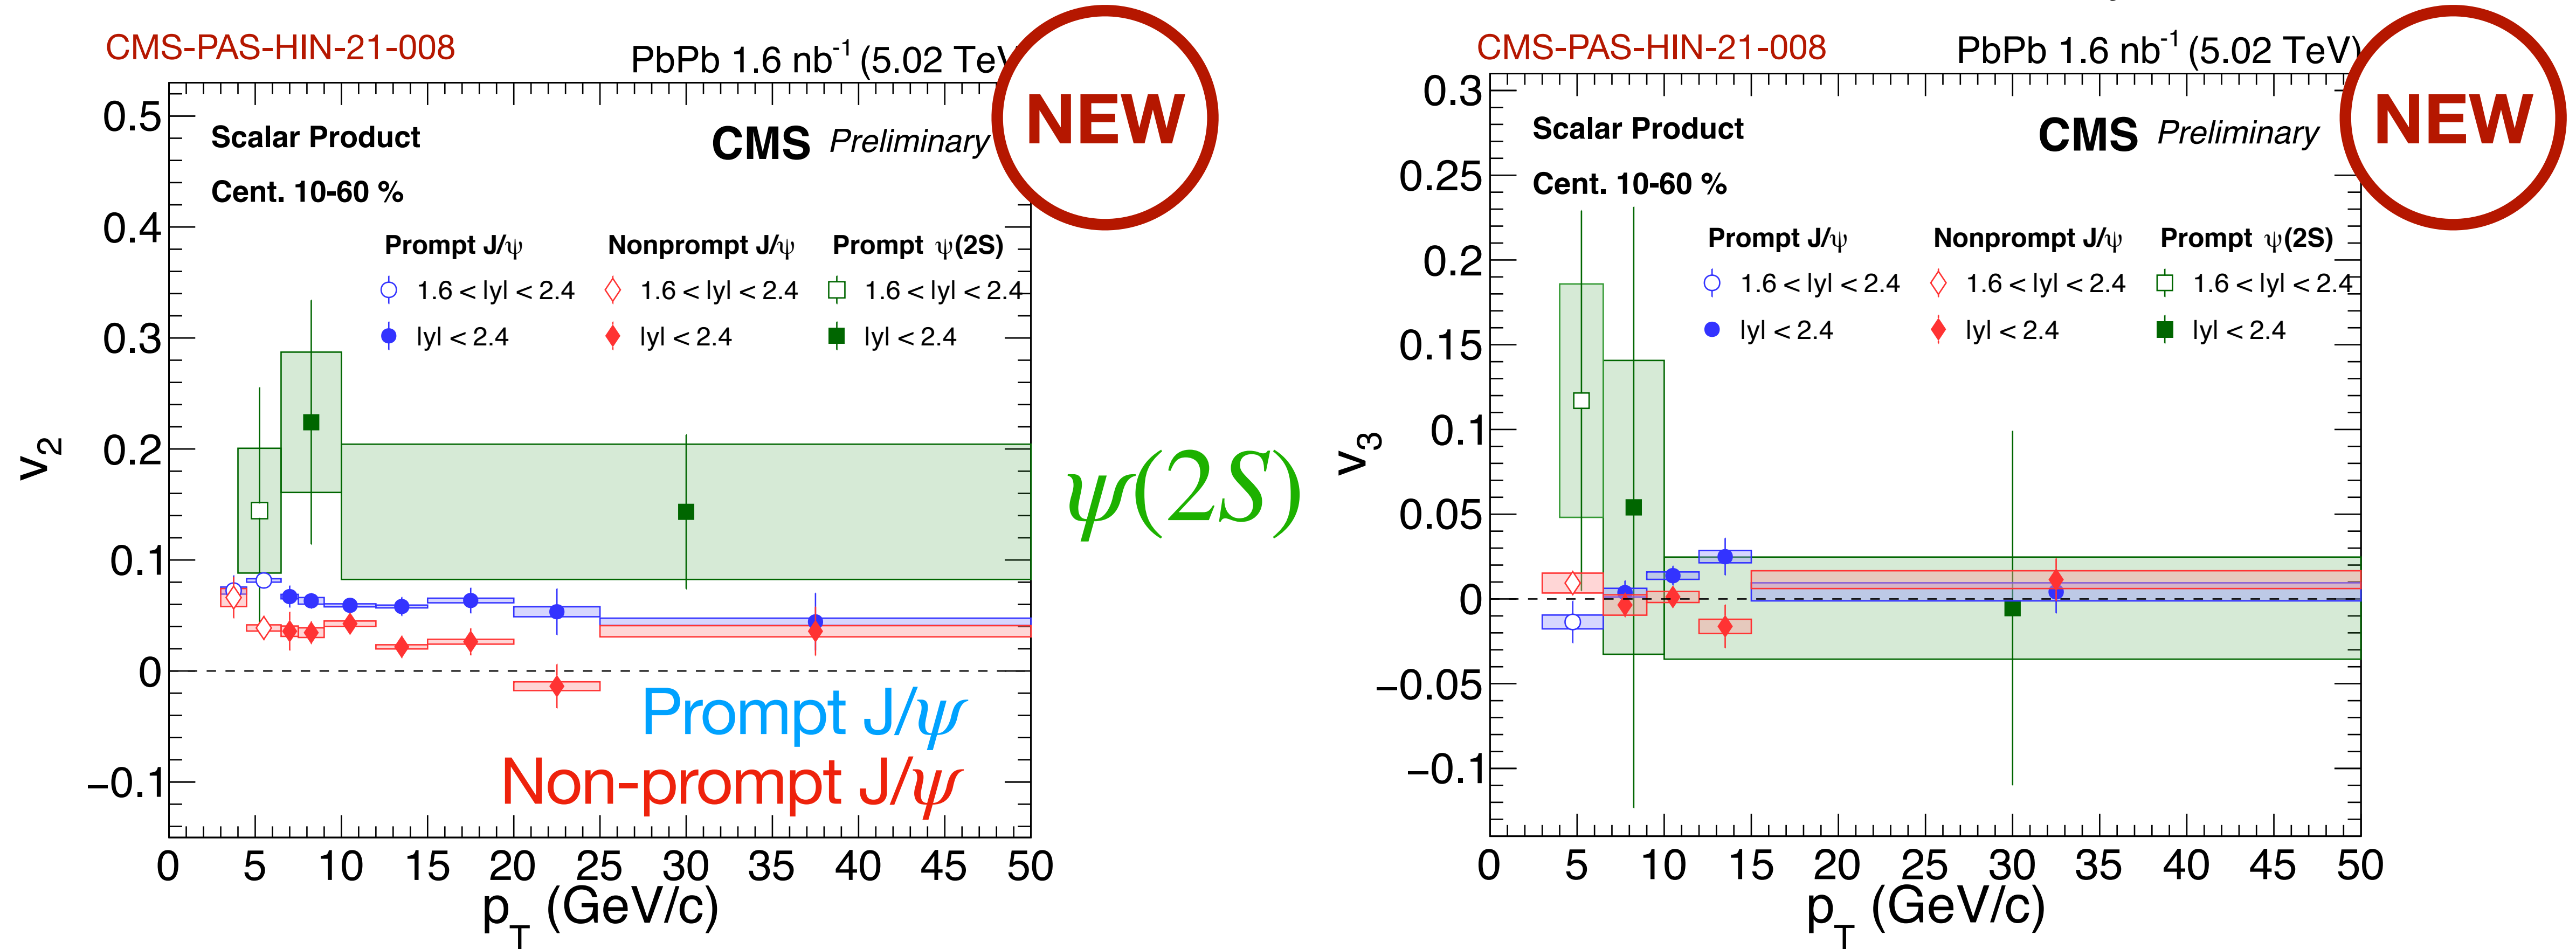 CMS-PAS-HIN-21-008
PbPb 1.6 nb⁻¹ (5.02 TeV
NEW
Scalar Product
CMS Preliminary
Cent. 10-60 %
Prompt J/ψ Nonprompt J/ψ Prompt ψ(2S)
1.6 < |y| < 2.4 1.6 < |y| < 2.4 1.6 < |y| < 2.4
|y| < 2.4 |y| < 2.4 |y| < 2.4
0.5
0.4
0.3
0.2
0.1
0
−0.1
v₂
Prompt J/ψ
Non-prompt J/ψ
0 5 10 15 20 25 30 35 40 45 50
p_T (GeV/c)
ψ(2S)
CMS-PAS-HIN-21-008
PbPb 1.6 nb⁻¹ (5.02 TeV)
NEW
Scalar Product
CMS Preliminary
Cent. 10-60 %
Prompt J/ψ Nonprompt J/ψ Prompt ψ(2S)
1.6 < |y| < 2.4 1.6 < |y| < 2.4 1.6 < |y| < 2.4
|y| < 2.4 |y| < 2.4 |y| < 2.4
0.3
0.25
0.2
0.15
0.1
0.05
0
−0.05
−0.1
v₃
0 5 10 15 20 25 30 35 40 45 50
p_T (GeV/c)